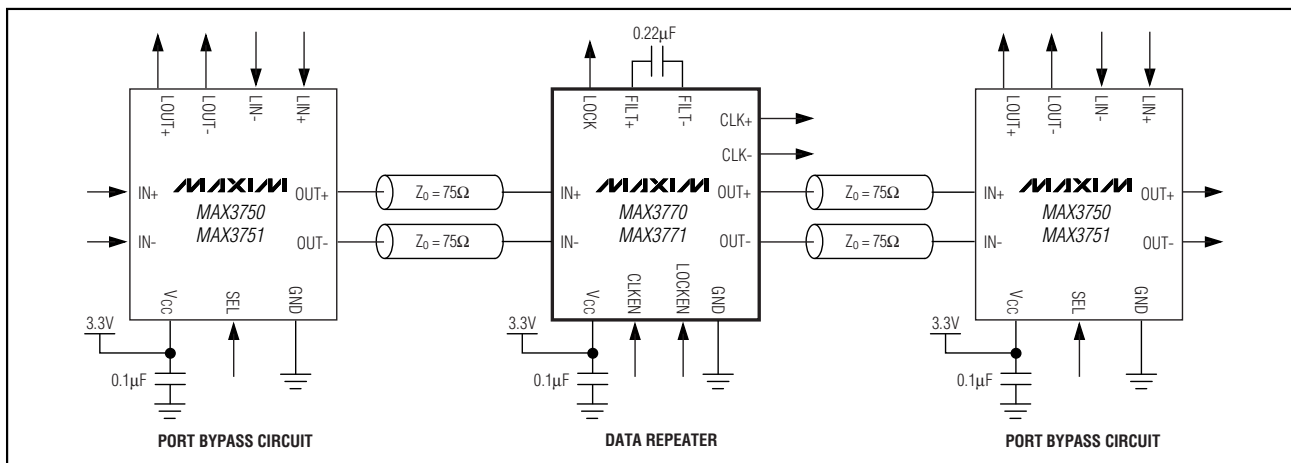 0.22µF
LOUT+
LOUT-
LIN-
LIN+
LOCK
FILT+
FILT-
CLK+
CLK-
LOUT+
LOUT-
LIN-
LIN+
IN+
IN-
MAXIM
MAX3750
MAX3751
OUT+
OUT-
Z0 = 75Ω
Z0 = 75Ω
IN+
IN-
MAXIM
MAX3770
MAX3771
OUT+
OUT-
Z0 = 75Ω
Z0 = 75Ω
IN+
IN-
MAXIM
MAX3750
MAX3751
OUT+
OUT-
VCC
SEL
GND
VCC
CLKEN
LOCKEN
GND
VCC
SEL
GND
3.3V
0.1µF
3.3V
0.1µF
3.3V
0.1µF
PORT BYPASS CIRCUIT
DATA REPEATER
PORT BYPASS CIRCUIT